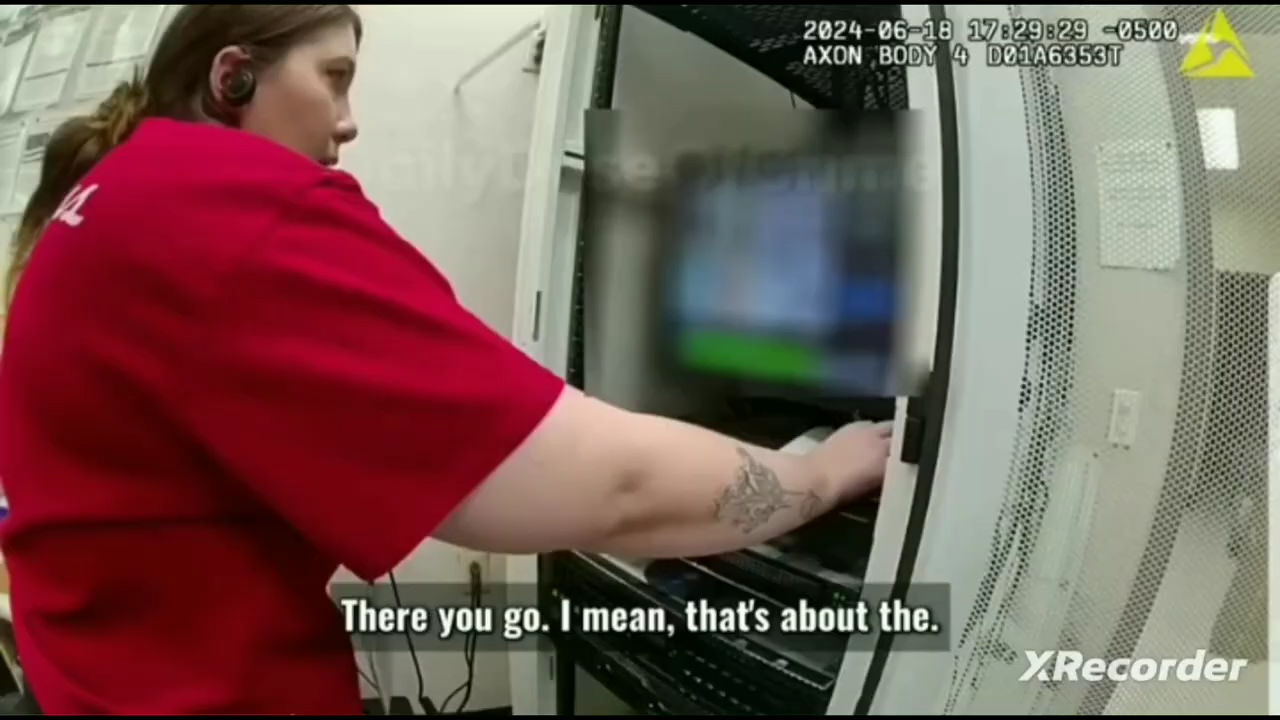 2024-06-18 17:29:29 -0500
AXON BODY 4 D01A6353T
There you go. I mean, that's about the.
XRecorder